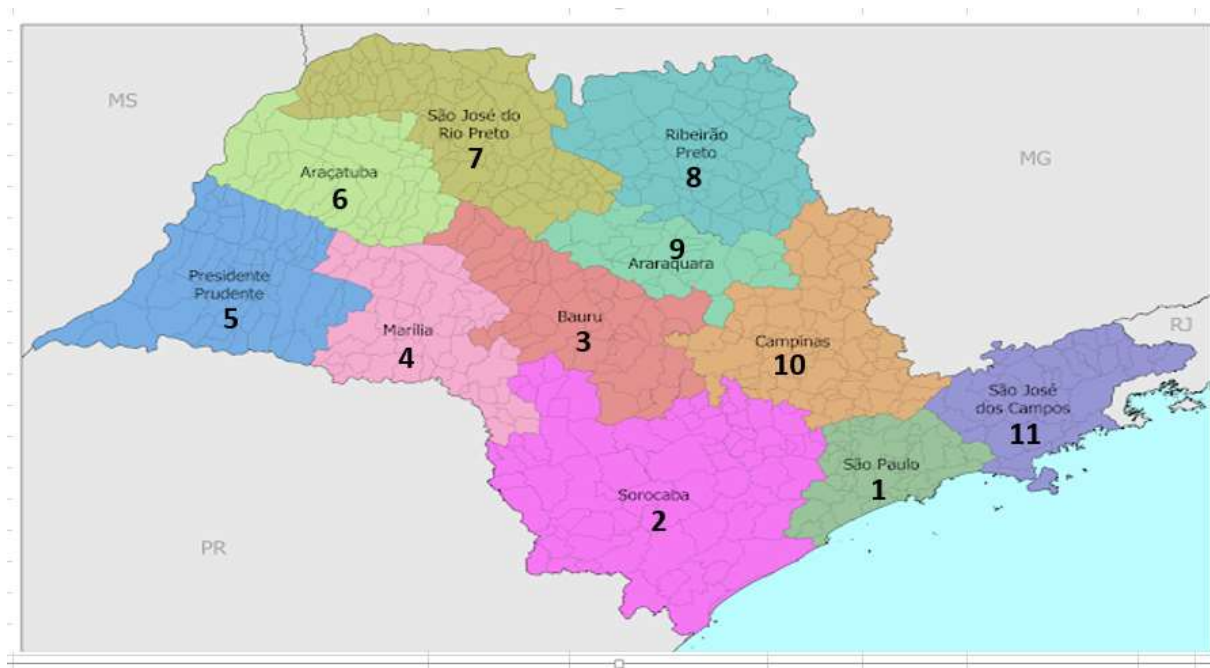 MS
São José do
Rio Preto
7
Ribeirão
Preto
8
MG
Araçatuba
6
9
Araraquara
Presidente
Prudente
5
Marília
4
Bauru
3
Campinas
10
RJ
São José
dos Campos
11
São Paulo
1
Sorocaba
2
PR